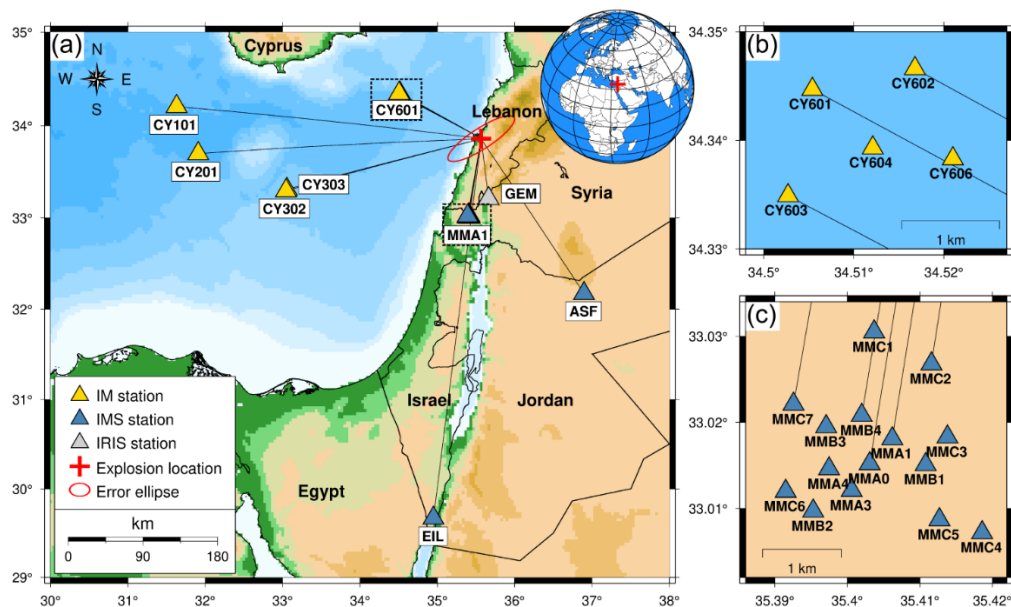 (a)
N
W E
S
Cyprus
Lebanon
Syria
Israel
Jordan
Egypt
CY101
CY201
CY303
CY302
CY601
GEM
MMA1
ASF
EIL
IM station
IMS station
IRIS station
Explosion location
Error ellipse
km
0 90 180
35°
34°
33°
32°
31°
30°
29°
30° 31° 32° 33° 34° 35° 36° 37° 38°
(b)
CY602
CY601
CY604
CY606
CY603
1 km
34.35°
34.34°
34.33°
34.5° 34.51° 34.52°
(c)
MMC1
MMC2
MMC7
MMB3
MMB4
MMA1
MMC3
MMA4
MMA0
MMB1
MMC6
MMA3
MMB2
MMC5
MMC4
1 km
33.03°
33.02°
33.01°
35.39° 35.4° 35.41° 35.42°